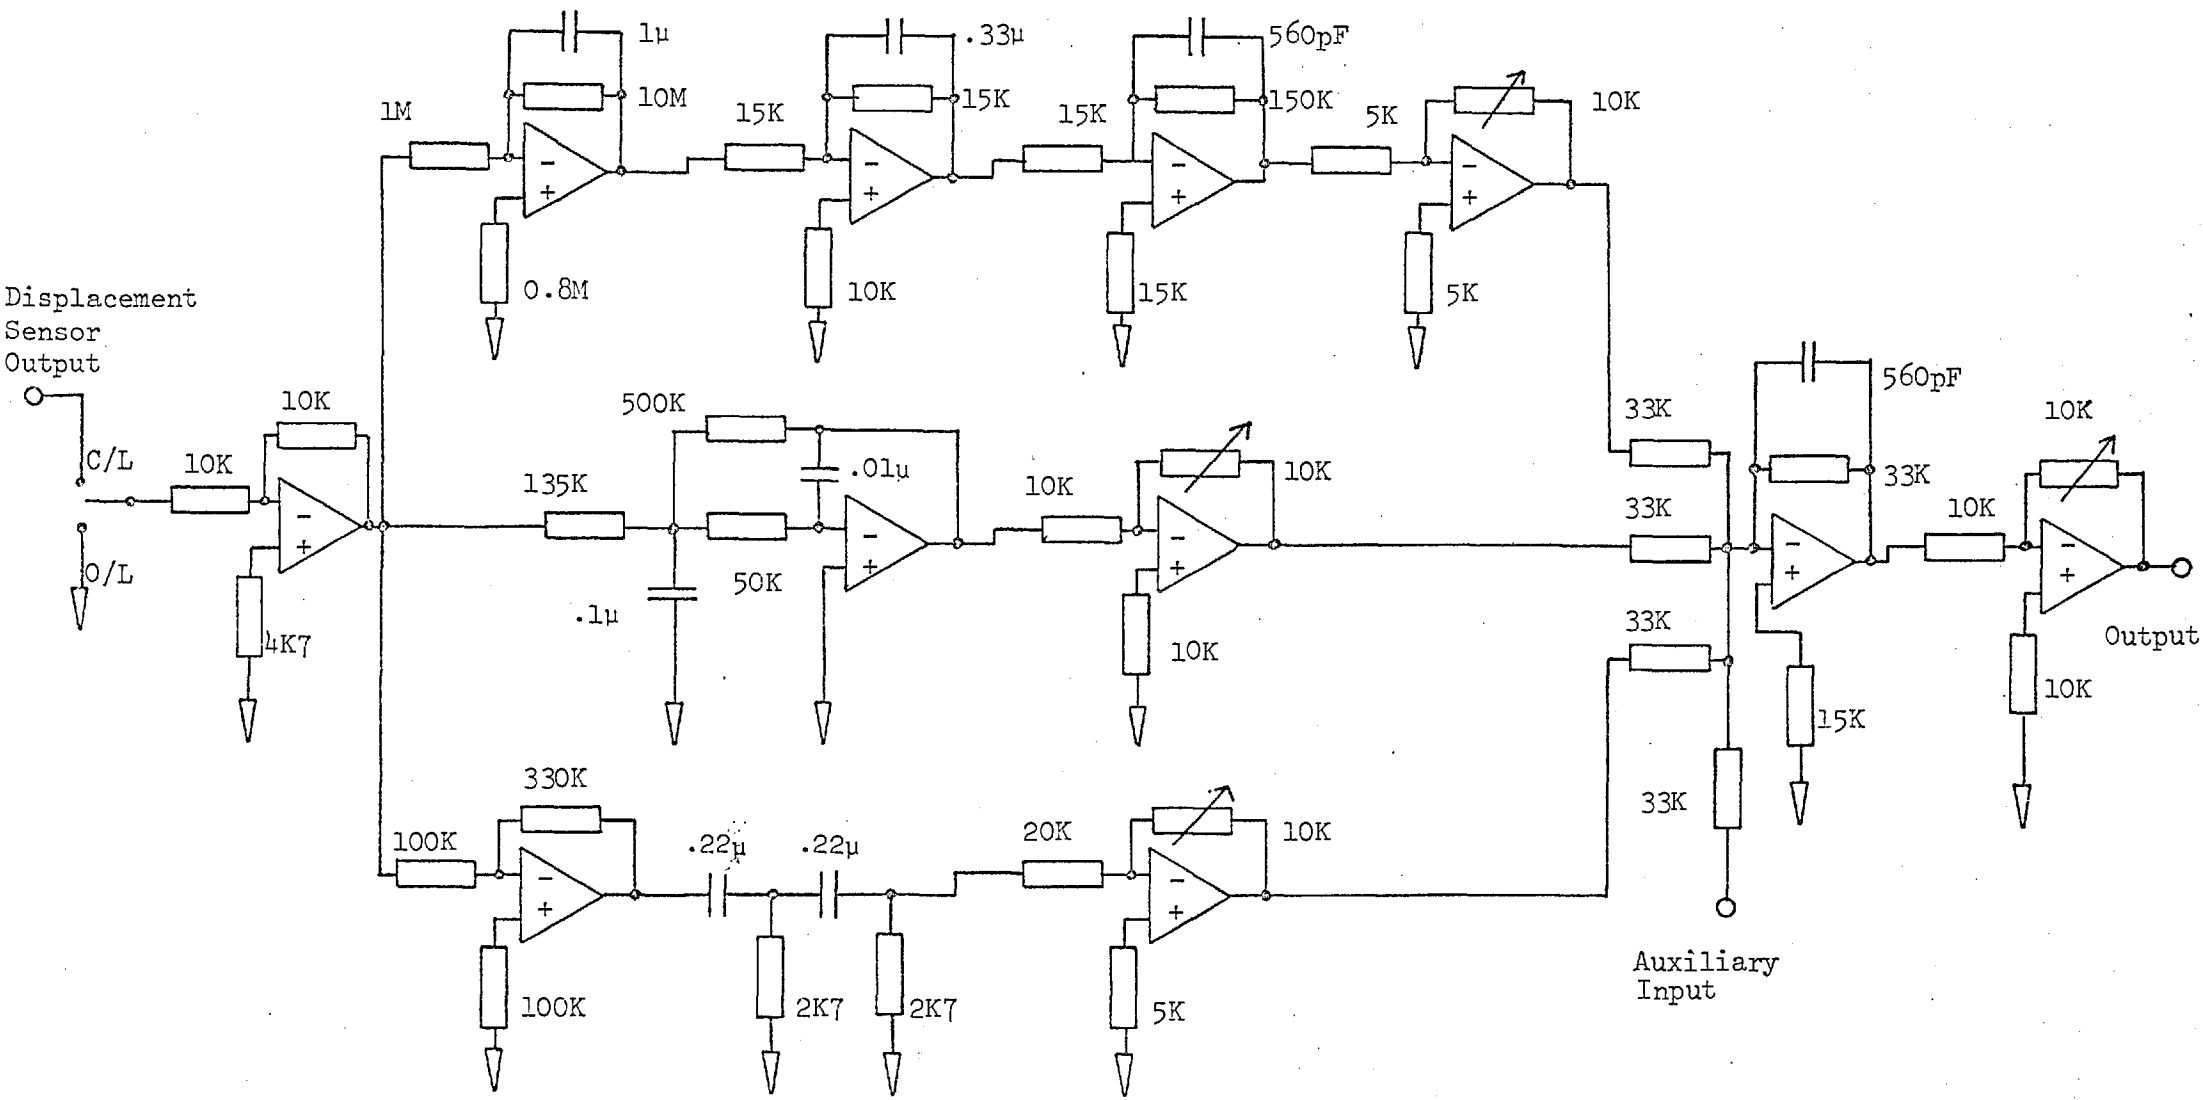 1µ
.33µ
560pF
10M
15K
150K
10K
1M
15K
15K
5K
-
+
-
+
-
+
-
+
0.8M
10K
15K
5K
Displacement
Sensor
Output
C/L
O/L
10K
10K
-
+
4K7
500K
.01µ
135K
50K
.1µ
-
+
10K
10K
-
+
10K
33K
33K
33K
560pF
33K
-
+
15K
10K
10K
-
+
10K
Output
33K
Auxiliary
Input
330K
100K
-
+
100K
.22µ
.22µ
2K7
2K7
20K
10K
-
+
5K